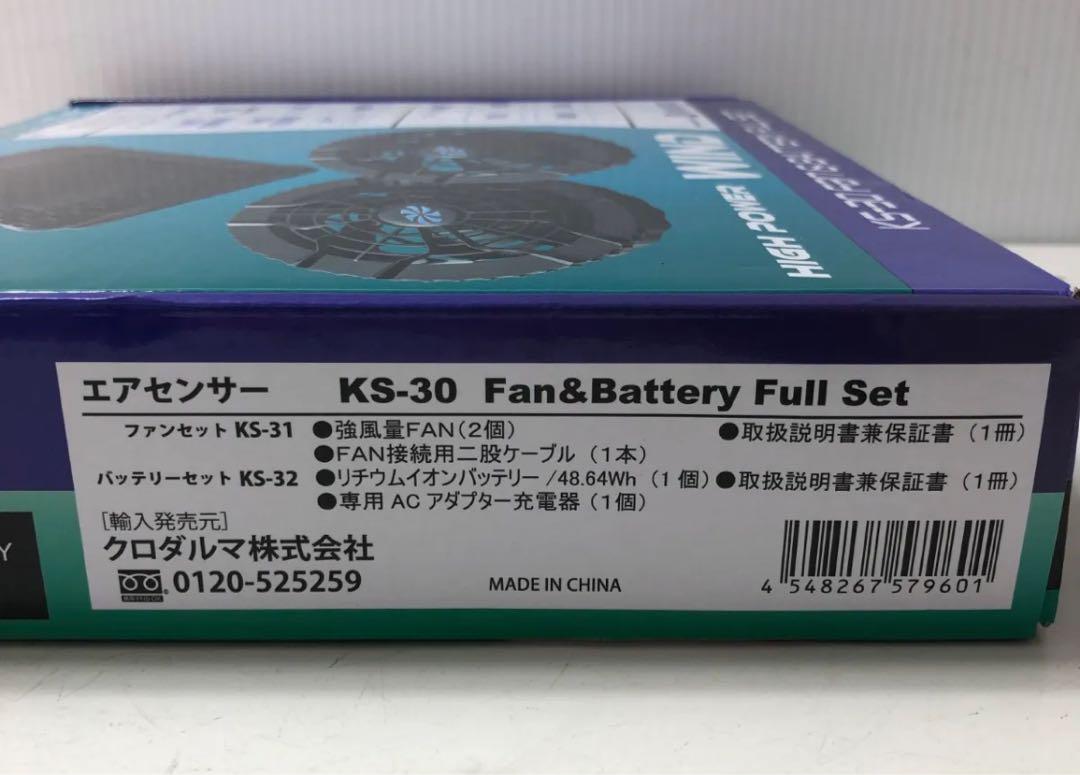 WIND
HIGH POWER
エアセンサー KS-30 Fan&Battery Full Set
ファンセット KS-31 ●強風量FAN(2個) ●取扱説明書兼保証書(1冊)
●FAN接続用二股ケーブル(1本)
バッテリーセット KS-32 ●リチウムイオンバッテリー/48.64Wh(1個) ●取扱説明書兼保証書(1冊)
●専用ACアダプター充電器(1個)
[輸入発売元]
クロダルマ株式会社
0120-525259
MADE IN CHINA
4 548267 579601
Y